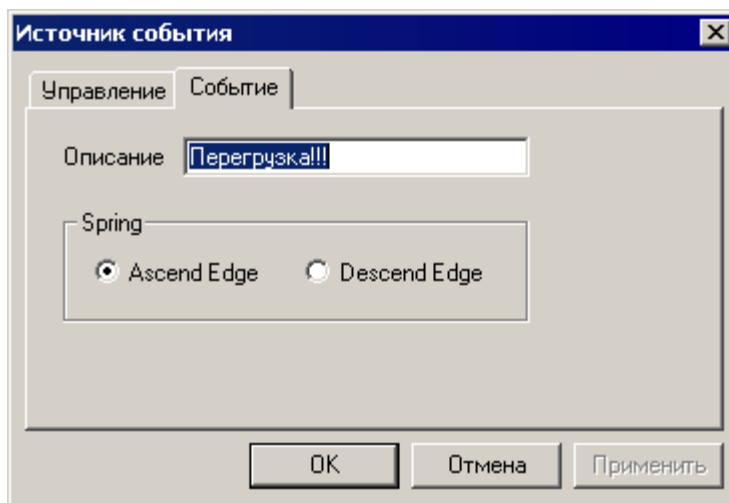 Источник события
Управление Событие
Описание Перегрузка!!!
Spring
Ascend Edge Descend Edge
OK Отмена Применить